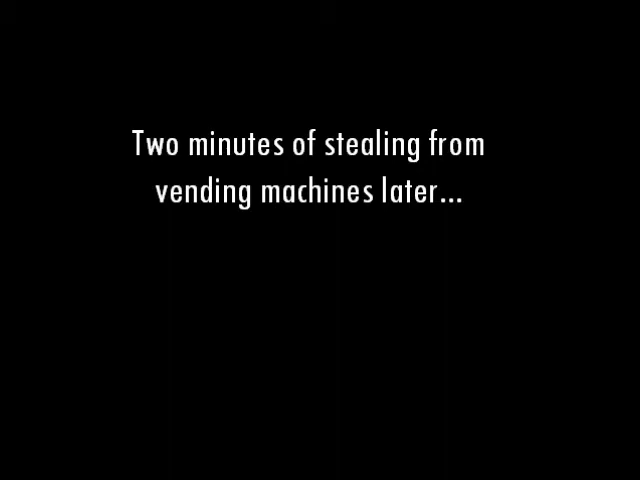 Two minutes of stealing from
vending machines later...